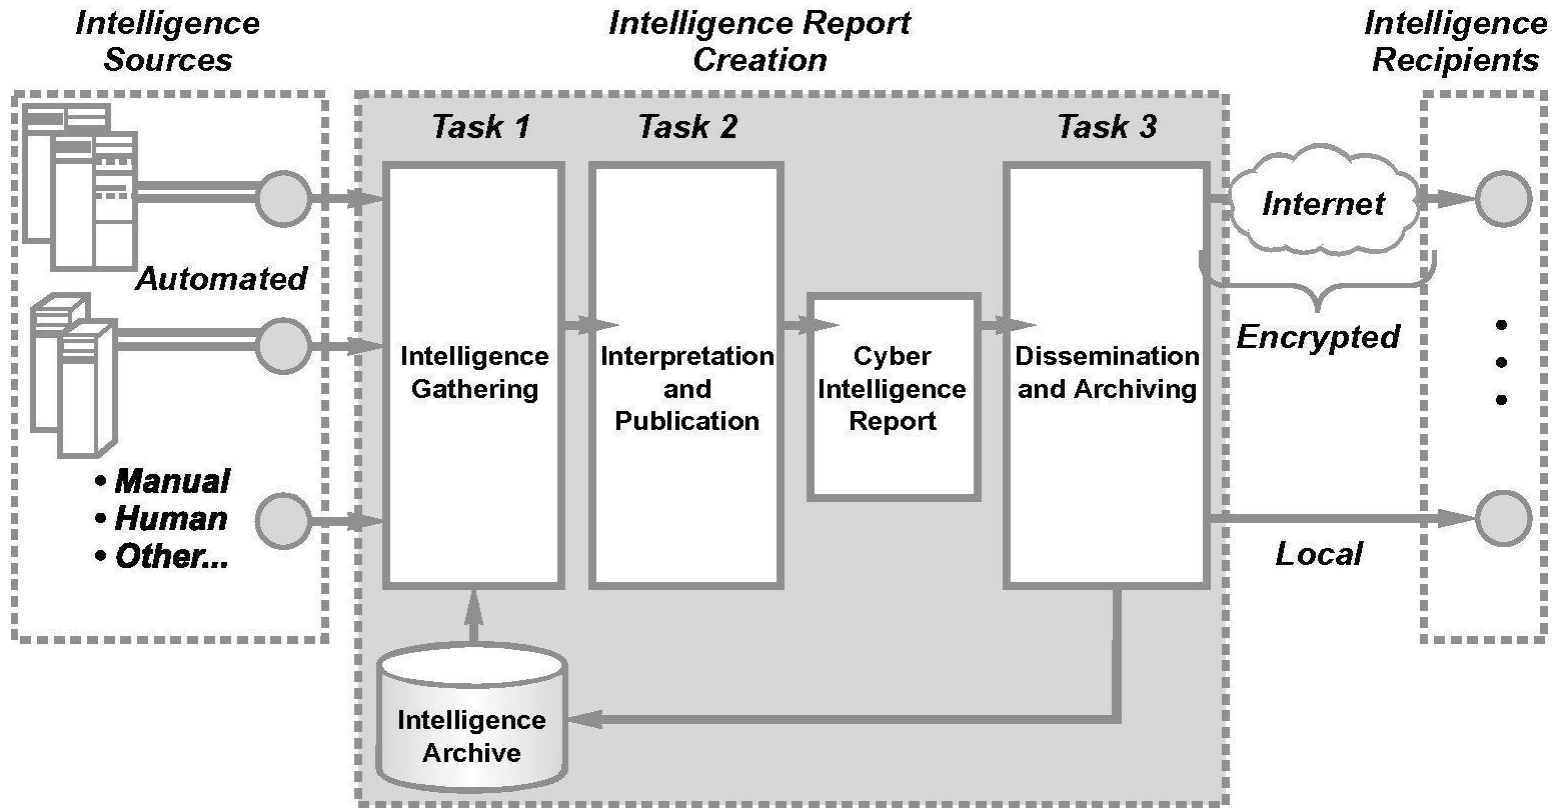 Intelligence
Sources
Intelligence Report
Creation
Intelligence
Recipients
Task 1
Task 2
Task 3
Automated
• Manual
• Human
• Other...
Intelligence
Gathering
Interpretation
and
Publication
Cyber
Intelligence
Report
Dissemination
and Archiving
Internet
Encrypted
Local
Intelligence
Archive